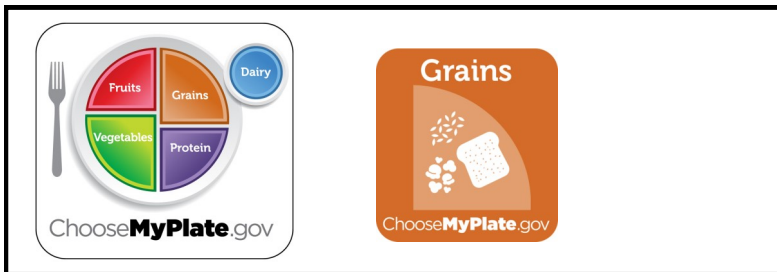 Fruits
Grains
Dairy
Vegetables
Protein
ChooseMyPlate.gov
Grains
ChooseMyPlate.gov